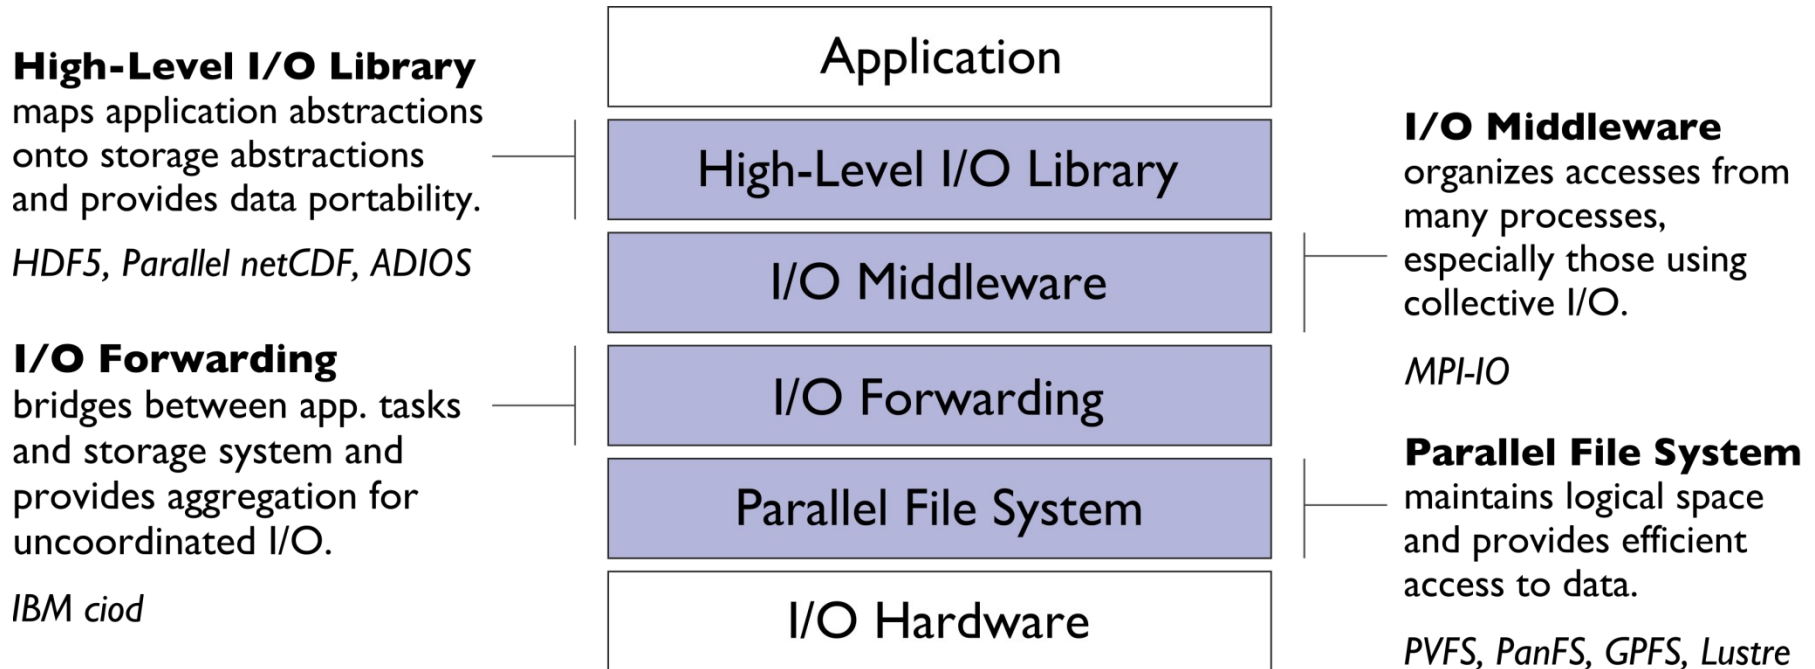 High-Level I/O Library
maps application abstractions
onto storage abstractions
and provides data portability.
HDF5, Parallel netCDF, ADIOS
I/O Forwarding
bridges between app. tasks
and storage system and
provides aggregation for
uncoordinated I/O.
IBM ciod
Application
High-Level I/O Library
I/O Middleware
I/O Forwarding
Parallel File System
I/O Hardware
I/O Middleware
organizes accesses from
many processes,
especially those using
collective I/O.
MPI-IO
Parallel File System
maintains logical space
and provides efficient
access to data.
PVFS, PanFS, GPFS, Lustre